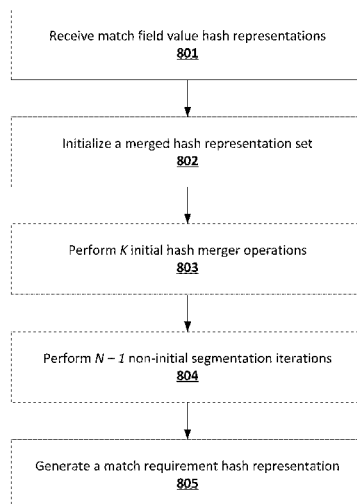 Receive match field value hash representations
801
Initialize a merged hash representation set
802
Perform K initial hash merger operations
803
Perform N – 1 non-initial segmentation iterations
804
Generate a match requirement hash representation
805